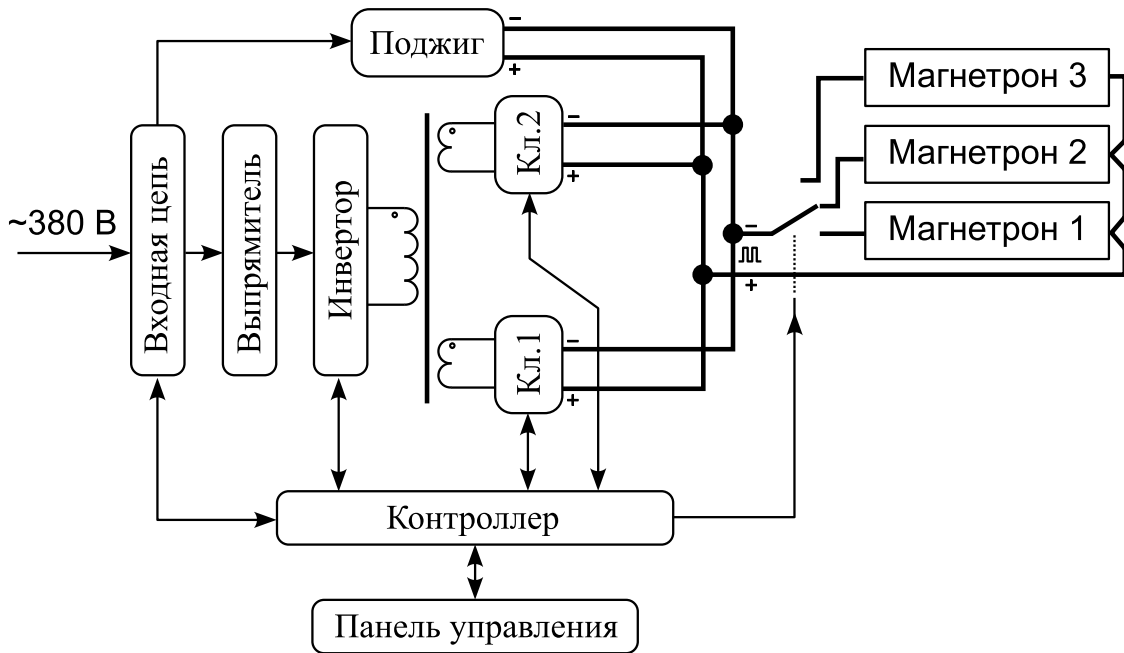 Поджиг
−
+
Магнетрон 3
Кл.2
−
+
Магнетрон 2
Входная цепь
Выпрямитель
Инвертор
~380 В
Магнетрон 1
−
+
Кл.1
−
+
Контроллер
Панель управления